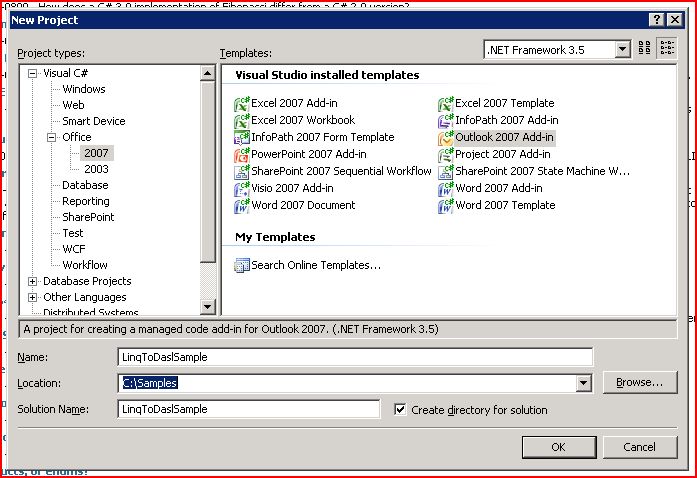 -0800 - How does a C# 3.0 implementation of Fibonacci differ from a C# 2.0 version?
New Project
Project types:
Templates:
.NET Framework 3.5
Visual C#
Windows
Web
Smart Device
Office
2007
2003
Database
Reporting
SharePoint
Test
WCF
Workflow
Database Projects
Other Languages
Distributed Systems
Visual Studio installed templates
Excel 2007 Add-in
Excel 2007 Template
Excel 2007 Workbook
InfoPath 2007 Add-in
InfoPath 2007 Form Template
Outlook 2007 Add-in
PowerPoint 2007 Add-in
Project 2007 Add-in
SharePoint 2007 Sequential Workflow
SharePoint 2007 State Machine W...
Visio 2007 Add-in
Word 2007 Add-in
Word 2007 Document
Word 2007 Template
My Templates
Search Online Templates...
A project for creating a managed code add-in for Outlook 2007. (.NET Framework 3.5)
Name:
LinqToDaslSample
Location:
C:\Samples
Browse...
Solution Name:
LinqToDaslSample
Create directory for solution
OK
Cancel
ucts, or enums?